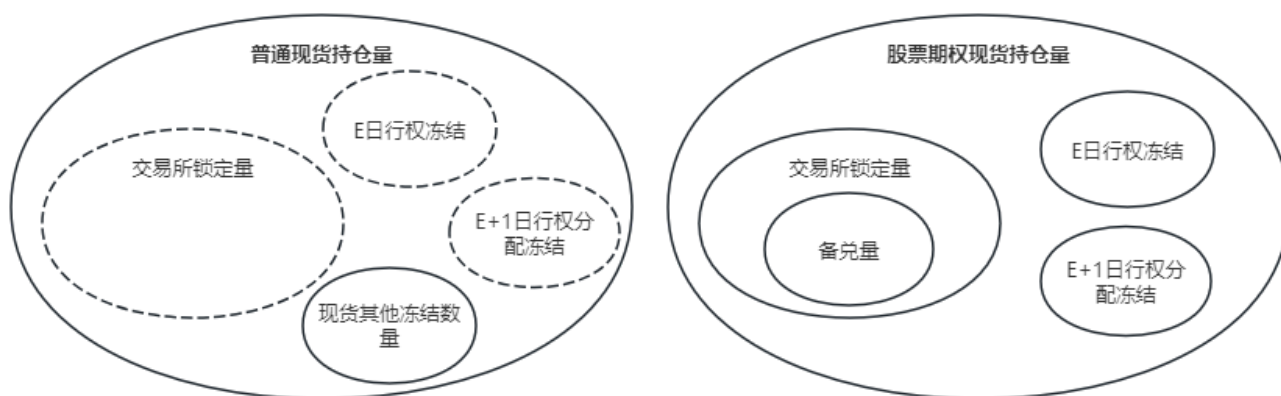 普通现货持仓量
E日行权冻结
交易所锁定量
E+1日行权分
配冻结
现货其他冻结数
量
股票期权现货持仓量
E日行权冻结
交易所锁定量
备兑量
E+1日行权分
配冻结